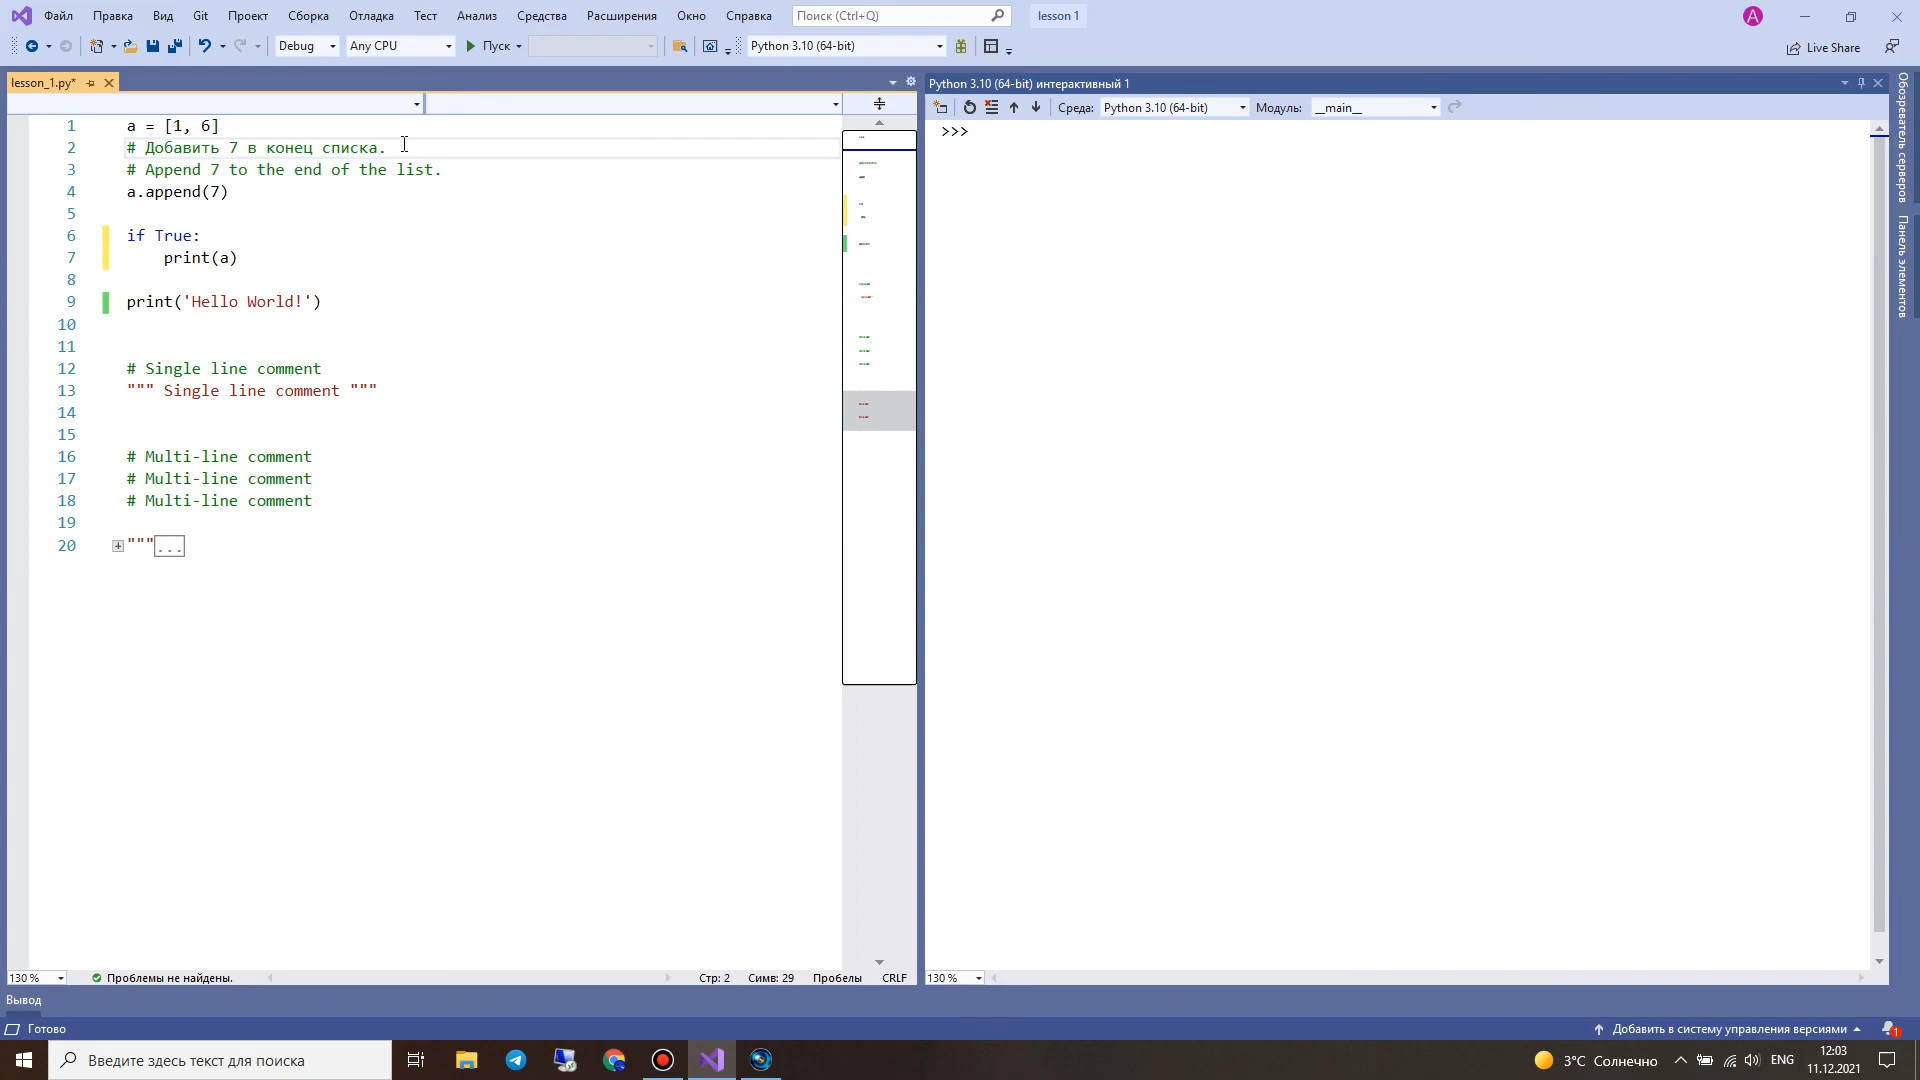 Файл Правка Вид Git Проект Сборка Отладка Тест Анализ Средства Расширения Окно Справка Поиск (Ctrl+Q) lesson 1 A
Debug Any CPU Пуск Python 3.10 (64-bit) Live Share
lesson_1.py*
1 a = [1, 6]
2 # Добавить 7 в конец списка.
3 # Append 7 to the end of the list.
4 a.append(7)
5
6 if True:
7 print(a)
8
9 print('Hello World!')
10
11
12 # Single line comment
13 """ Single line comment """
14
15
16 # Multi-line comment
17 # Multi-line comment
18 # Multi-line comment
19
20 """...
130 % Проблемы не найдены. Стр: 2 Симв: 29 Пробелы CRLF
Python 3.10 (64-bit) интерактивный 1
Среда: Python 3.10 (64-bit) Модуль: __main__
>>>
130 %
Обозреватель серверов
Панель элементов
Вывод
Готово Добавить в систему управления версиями 1
Введите здесь текст для поиска 3°C Солнечно ENG 12:03
11.12.2021